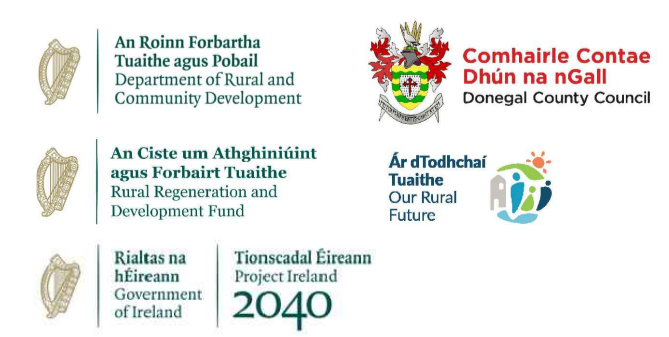 An Roinn Forbartha
Tuaithe agus Pobail
Department of Rural and
Community Development
Comhairle Contae
Dhún na nGall
Donegal County Council
An Ciste um Athghiniúint
agus Forbairt Tuaithe
Rural Regeneration and
Development Fund
Ár dTodhchaí
Tuaithe
Our Rural
Future
Rialtas na
hÉireann
Government
of Ireland
Tionscadal Éireann
Project Ireland
2040